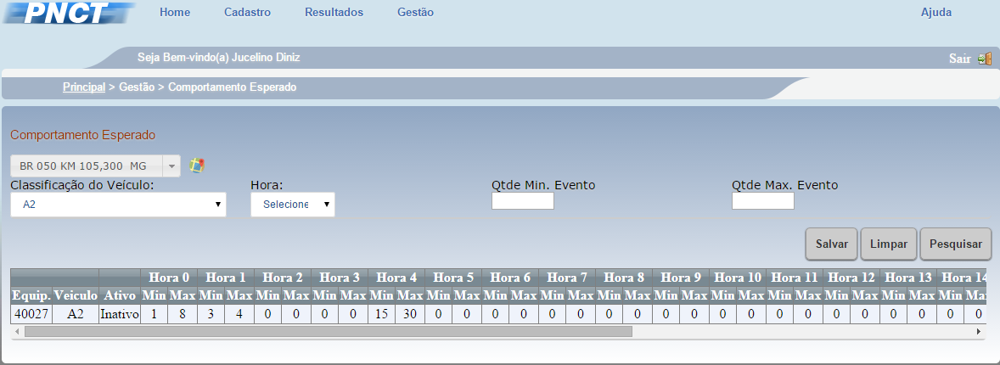 PNCT Home Cadastro Resultados Gestão Ajuda
Seja Bem-vindo(a) Jucelino Diniz Sair
Principal > Gestão > Comportamento Esperado
Comportamento Esperado
BR 050 KM 105,300 MG
Classificação do Veículo: Hora: Qtde Min. Evento Qtde Max. Evento
A2 Selecione
Salvar Limpar Pesquisar
Hora 0 Hora 1 Hora 2 Hora 3 Hora 4 Hora 5 Hora 6 Hora 7 Hora 8 Hora 9 Hora 10 Hora 11 Hora 12 Hora 13 Hora 14
Equip. Veiculo Ativo Min Max Min Max Min Max Min Max Min Max Min Max Min Max Min Max Min Max Min Max Min Max Min Max Min Max Min Max Min Max
40027 A2 Inativo 1 8 3 4 0 0 0 0 15 30 0 0 0 0 0 0 0 0 0 0 0 0 0 0 0 0 0 0 0 0